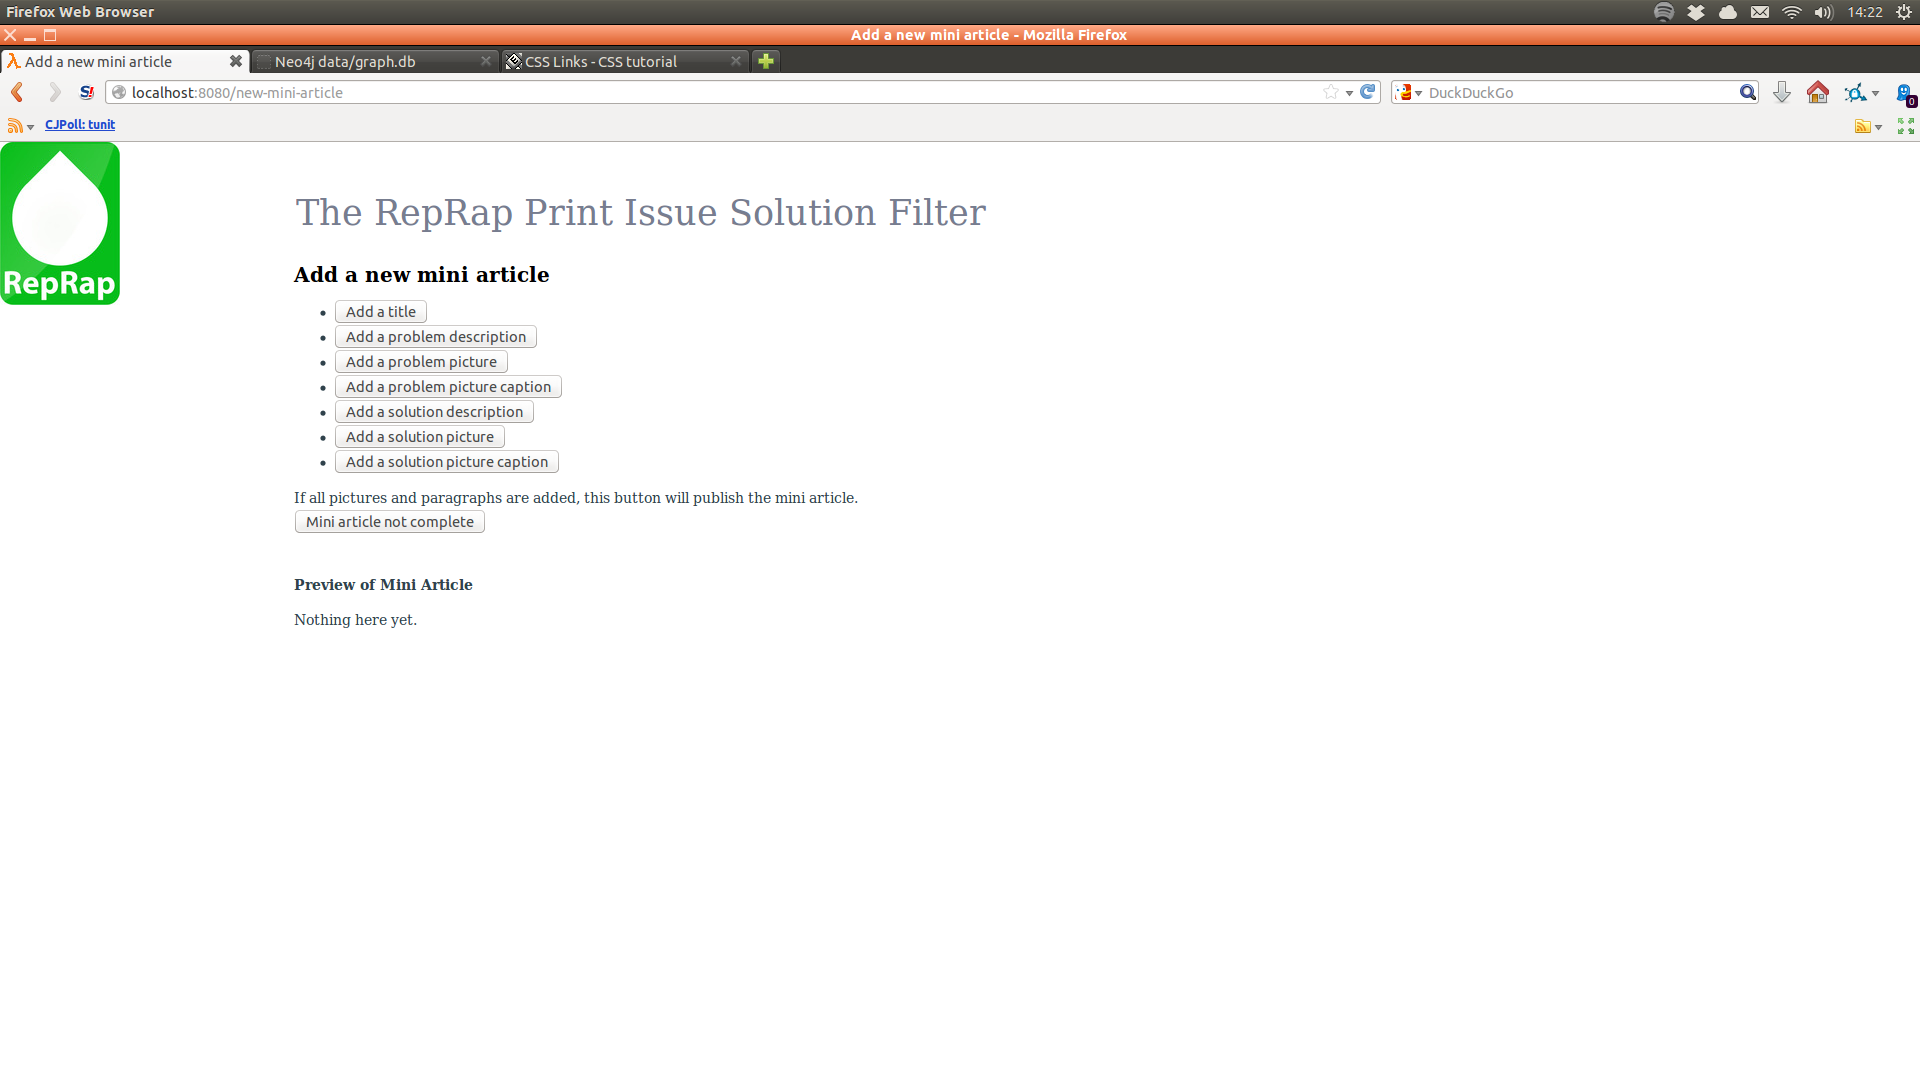 Firefox Web Browser
14:22
Add a new mini article - Mozilla Firefox
Add a new mini article
Neo4j data/graph.db
CSS Links - CSS tutorial
localhost:8080/new-mini-article
DuckDuckGo
0
CJPoll: tunit
RepRap
The RepRap Print Issue Solution Filter
Add a new mini article
Add a title
Add a problem description
Add a problem picture
Add a problem picture caption
Add a solution description
Add a solution picture
Add a solution picture caption
If all pictures and paragraphs are added, this button will publish the mini article.
Mini article not complete
Preview of Mini Article
Nothing here yet.